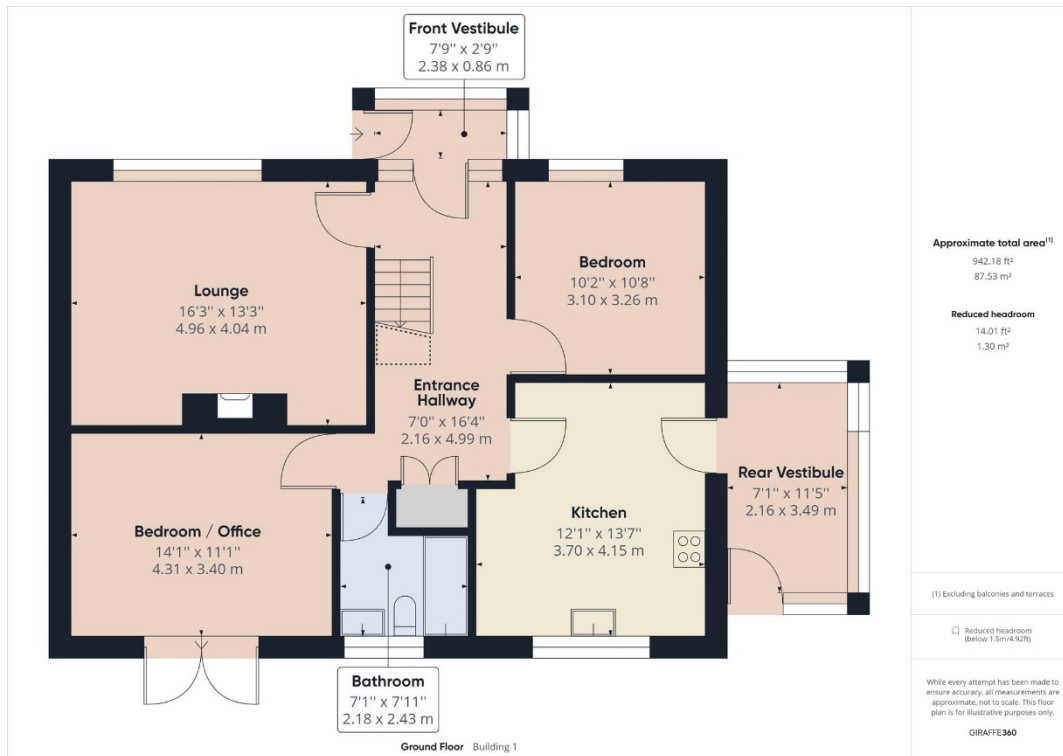 Front Vestibule
7'9" x 2'9"
2.38 x 0.86 m
Lounge
16'3" x 13'3"
4.96 x 4.04 m
Bedroom
10'2" x 10'8"
3.10 x 3.26 m
Entrance
Hallway
7'0" x 16'4"
2.16 x 4.99 m
Rear Vestibule
7'1" x 11'5"
2.16 x 3.49 m
Bedroom / Office
14'1" x 11'1"
4.31 x 3.40 m
Kitchen
12'1" x 13'7"
3.70 x 4.15 m
Bathroom
7'1" x 7'11"
2.18 x 2.43 m
Ground Floor Building 1
Approximate total area(1)
942.18 ft²
87.53 m²
Reduced headroom
14.01 ft²
1.30 m²
(1) Excluding balconies and terraces
Reduced headroom
(below 1.5m/4.92ft)
While every attempt has been made to
ensure accuracy, all measurements are
approximate, not to scale. This floor
plan is for illustrative purposes only.
GIRAFFE360